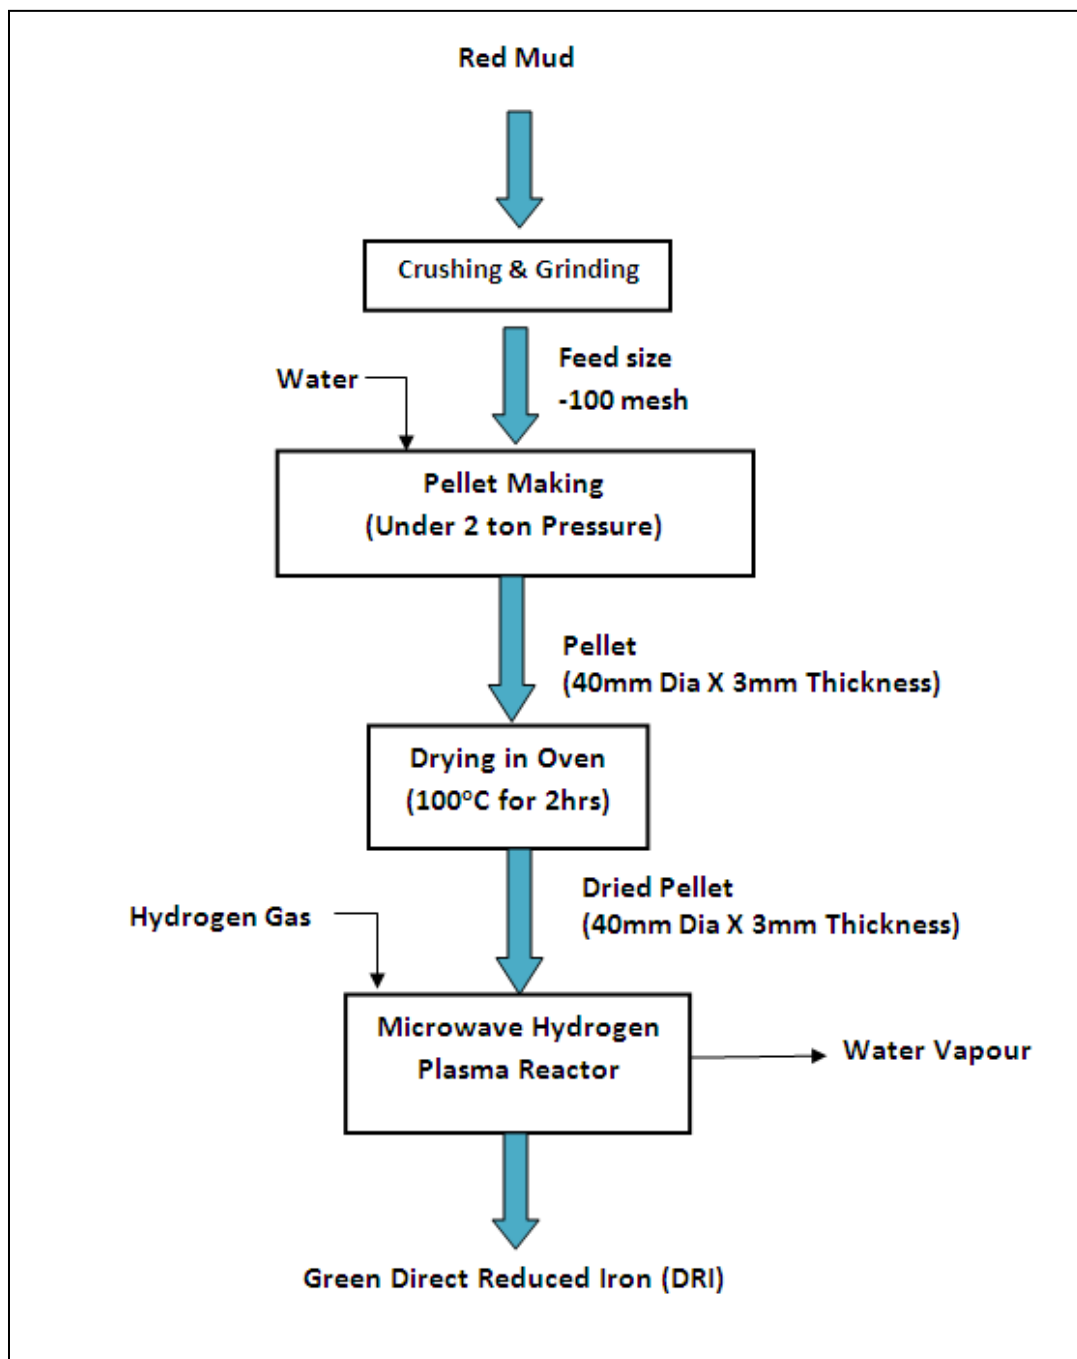 Red Mud
Crushing & Grinding
Feed size
-100 mesh
Water
Pellet Making
(Under 2 ton Pressure)
Pellet
(40mm Dia X 3mm Thickness)
Drying in Oven
(100°C for 2hrs)
Dried Pellet
(40mm Dia X 3mm Thickness)
Hydrogen Gas
Microwave Hydrogen
Plasma Reactor
Water Vapour
Green Direct Reduced Iron (DRI)